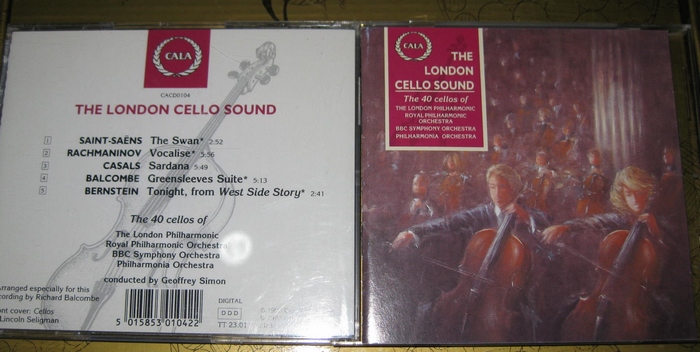 CALA
CACD0104
THE LONDON CELLO SOUND
1 SAINT-SAËNS The Swan* 2:52
2 RACHMANINOV Vocalise* 5:56
3 CASALS Sardana 5:49
4 BALCOMBE Greensleeves Suite* 5:13
5 BERNSTEIN Tonight, from West Side Story* 2:41
The 40 cellos of
The London Philharmonic
Royal Philharmonic Orchestra
BBC Symphony Orchestra
Philharmonia Orchestra
conducted by Geoffrey Simon
arranged especially for this
cording by Richard Balcombe
ont cover: Cellos
Lincoln Seligman
5 015853 010422
DIGITAL
DDD
TT 23.01
CALA
THE
LONDON
CELLO SOUND
The 40 cellos of
THE LONDON PHILHARMONIC
ROYAL PHILHARMONIC
ORCHESTRA
BBC SYMPHONY ORCHESTRA
PHILHARMONIA ORCHESTRA